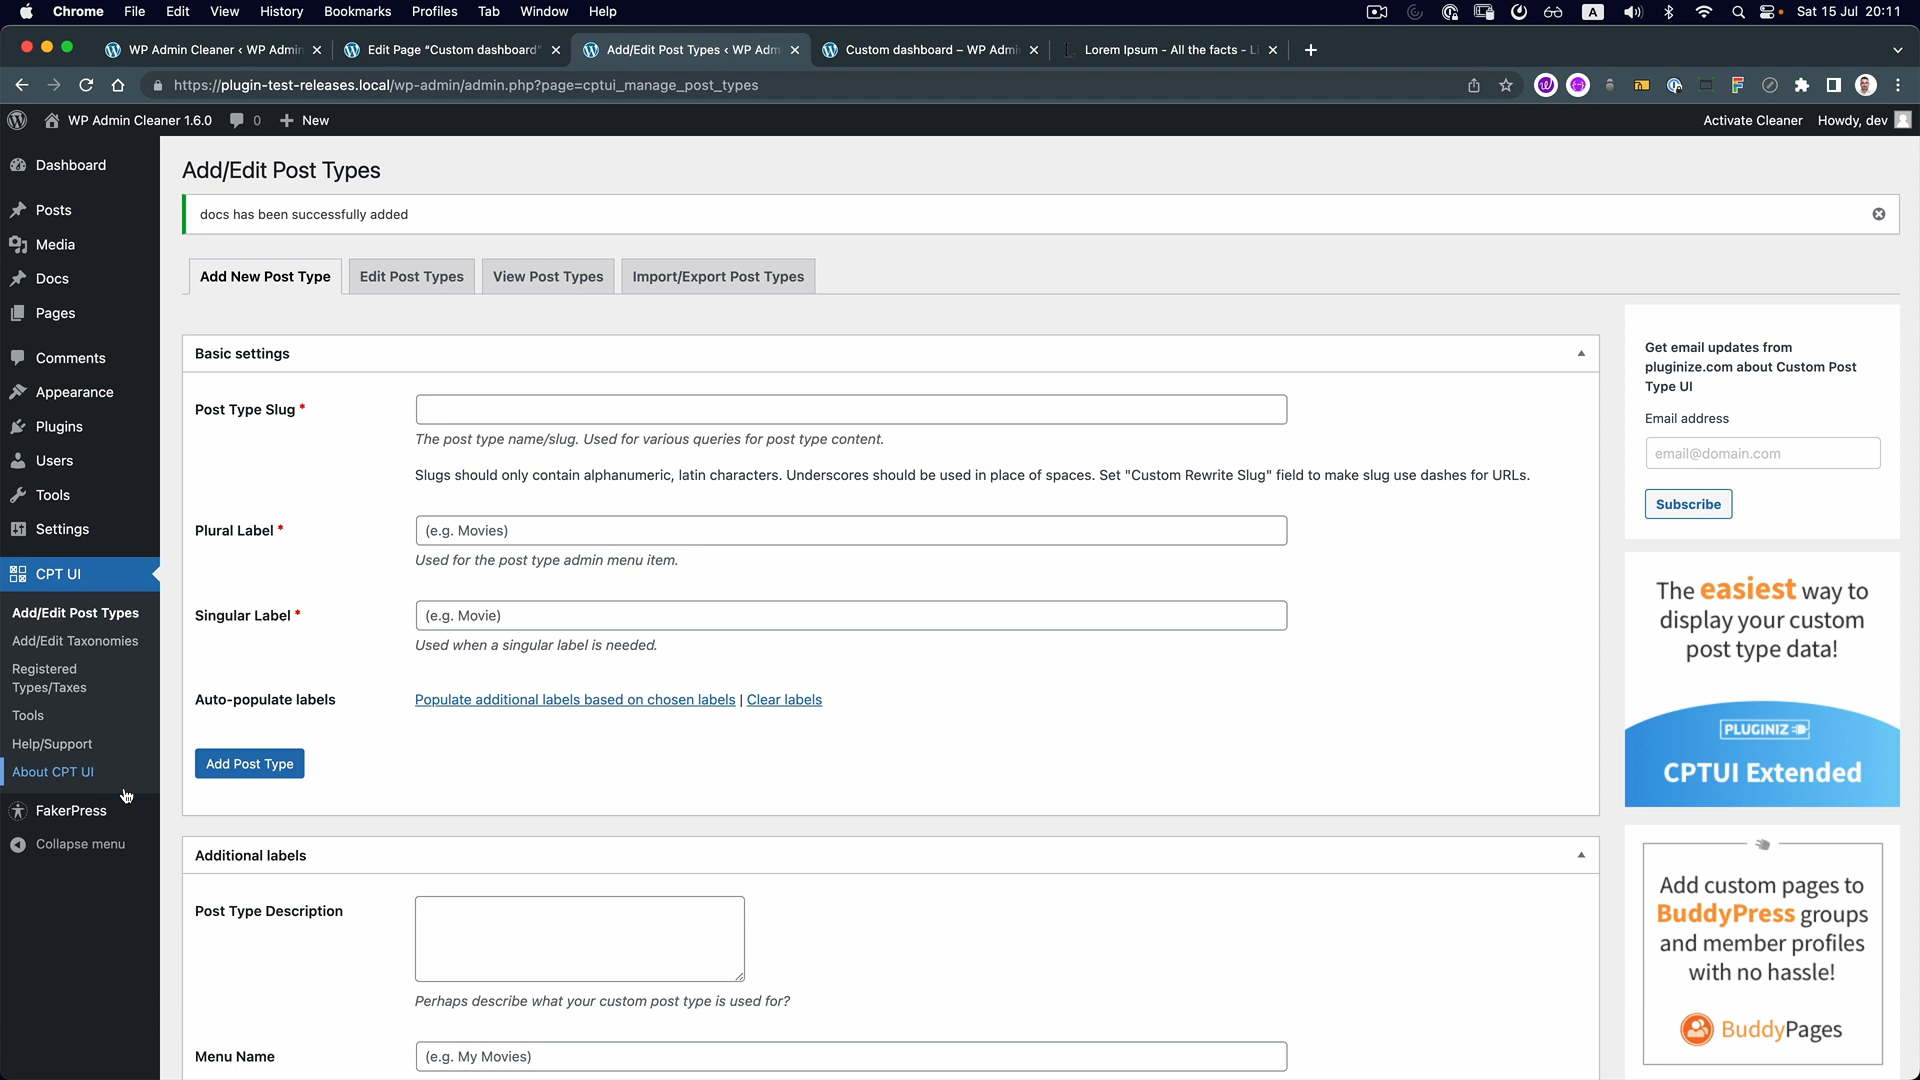 Chrome File Edit View History Bookmarks Profiles Tab Window Help
A Sat 15 Jul 20:11
WP Admin Cleaner ‹ WP Admin
Edit Page “Custom dashboard”
Add/Edit Post Types ‹ WP Adm
Custom dashboard – WP Admin
Lorem Ipsum - All the facts - Li
https://plugin-test-releases.local/wp-admin/admin.php?page=cptui_manage_post_types
WP Admin Cleaner 1.6.0
0
New
Activate Cleaner
Howdy, dev
Dashboard
Posts
Media
Docs
Pages
Comments
Appearance
Plugins
Users
Tools
Settings
CPT UI
Add/Edit Post Types
Add/Edit Taxonomies
Registered
Types/Taxes
Tools
Help/Support
About CPT UI
FakerPress
Collapse menu
Add/Edit Post Types
docs has been successfully added
Add New Post Type
Edit Post Types
View Post Types
Import/Export Post Types
Basic settings
Post Type Slug *
The post type name/slug. Used for various queries for post type content.
Slugs should only contain alphanumeric, latin characters. Underscores should be used in place of spaces. Set "Custom Rewrite Slug" field to make slug use dashes for URLs.
Plural Label *
(e.g. Movies)
Used for the post type admin menu item.
Singular Label *
(e.g. Movie)
Used when a singular label is needed.
Auto-populate labels
Populate additional labels based on chosen labels | Clear labels
Add Post Type
Additional labels
Post Type Description
Perhaps describe what your custom post type is used for?
Menu Name
(e.g. My Movies)
Get email updates from
pluginize.com about Custom Post
Type UI
Email address
email@domain.com
Subscribe
The easiest way to
display your custom
post type data!
PLUGINIZ
CPTUI Extended
Add custom pages to
BuddyPress groups
and member profiles
with no hassle!
BuddyPages